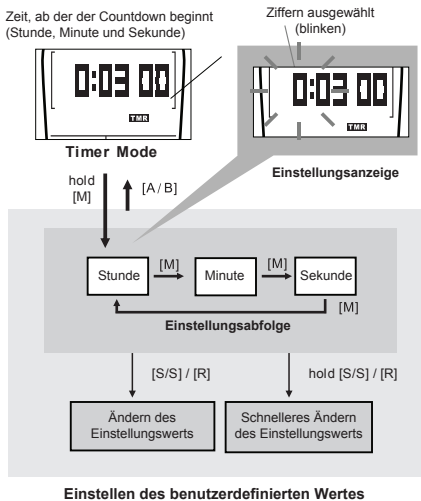 Zeit, ab der der Countdown beginnt
(Stunde, Minute und Sekunde)
Ziffern ausgewählt
(blinken)
0:03 00
TMR
0:03 00
TMR
Timer Mode
Einstellungsanzeige
hold
[M]
[A/B]
Stunde
[M]
Minute
[M]
Sekunde
[M]
Einstellungsabfolge
[S/S] / [R]
hold [S/S] / [R]
Ändern des
Einstellungswerts
Schnelleres Ändern
des Einstellungswerts
Einstellen des benutzerdefinierten Wertes